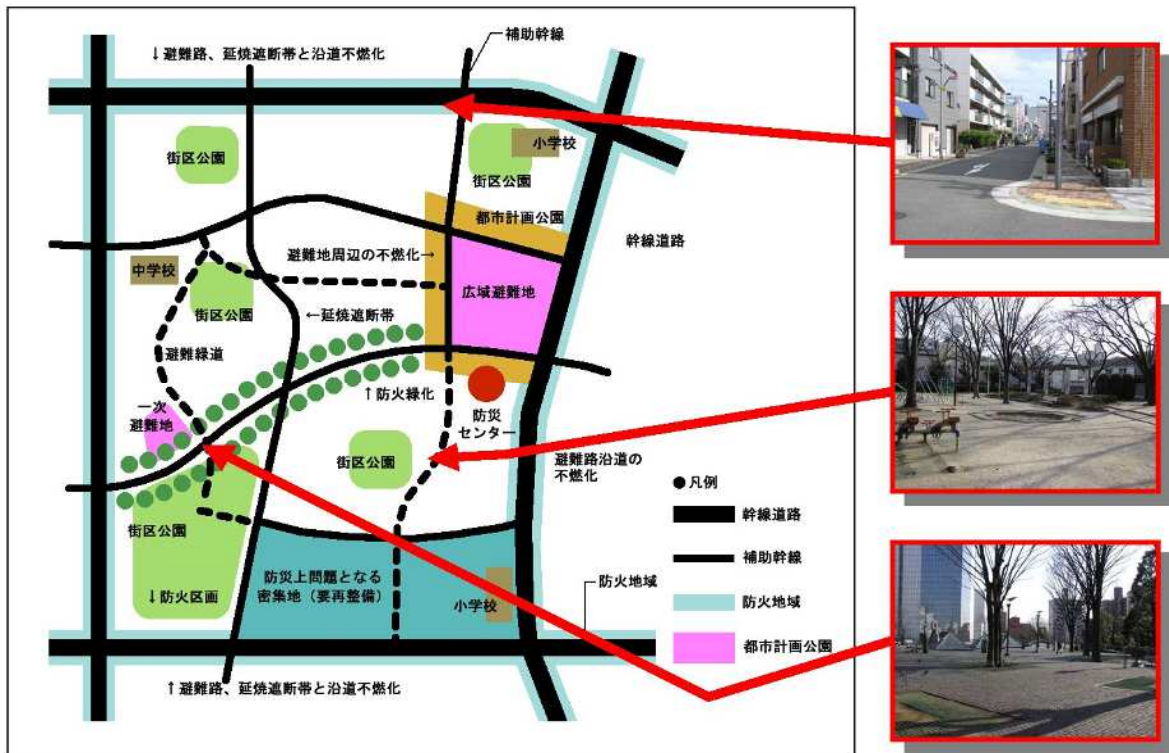 補助幹線
↓避難路、延焼遮断帯と沿道不燃化
小学校
街区公園
街区公園
都市計画公園
幹線道路
避難地周辺の不燃化→
中学校
広域避難地
街区公園
←延焼遮断帯
避難緑道
↑防火緑化
一次
避難地
防災
センター
避難路沿道の
不燃化
街区公園
●凡例
幹線道路
街区公園
補助幹線
防災上問題となる
密集地（要再整備）
↓防火区画
小学校
防火地域
防火地域
都市計画公園
↑避難路、延焼遮断帯と沿道不燃化